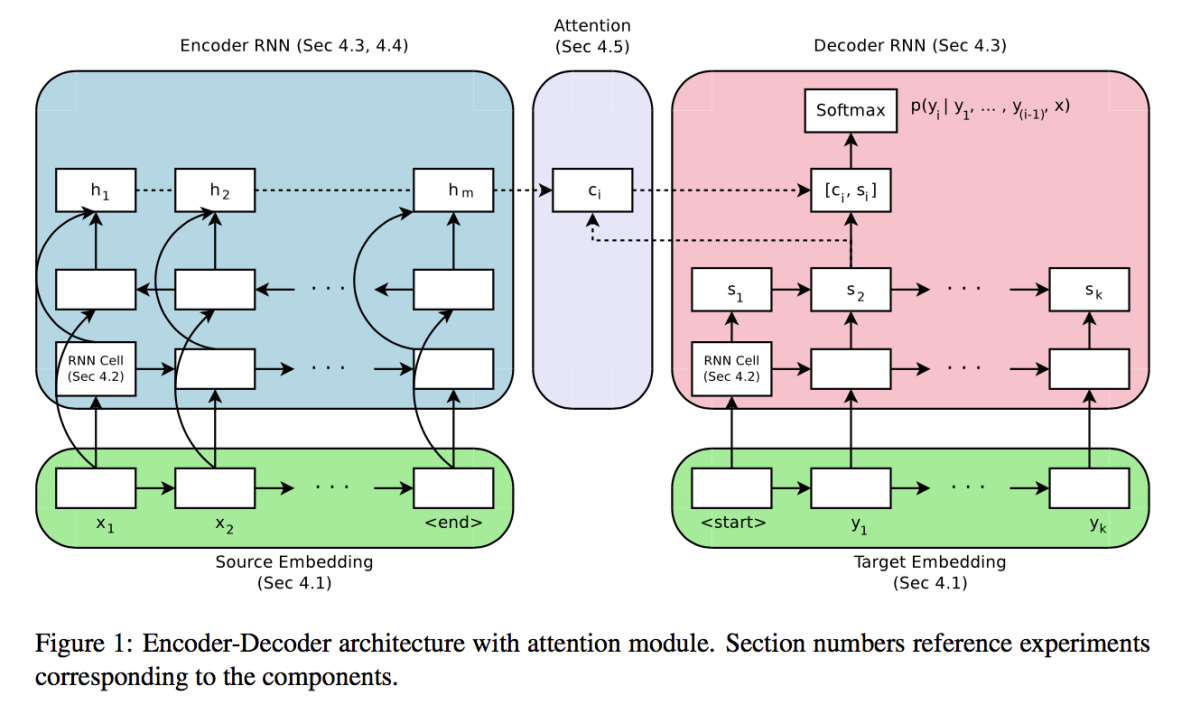 Encoder RNN (Sec 4.3, 4.4)
Attention
(Sec 4.5)
Decoder RNN (Sec 4.3)
Softmax
p(y_i | y_1, ... , y_(i-1), x)
h_1
h_2
h_m
c_i
[c_i, s_i]
. . .
s_1
s_2
. . .
s_k
RNN Cell
(Sec 4.2)
. . .
RNN Cell
(Sec 4.2)
. . .
. . .
. . .
x_1
x_2
<end>
<start>
y_1
y_k
Source Embedding
(Sec 4.1)
Target Embedding
(Sec 4.1)
Figure 1: Encoder-Decoder architecture with attention module. Section numbers reference experiments
corresponding to the components.